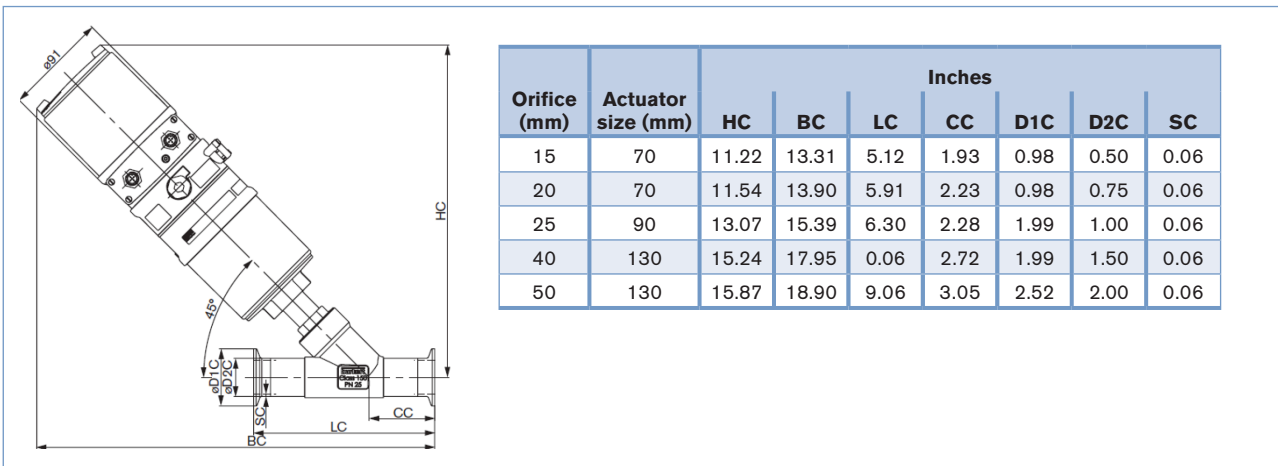 ø91
HC
45°
øD1C
øD2C
SC
Class 150
PN 25
CC
LC
BC
Inches
Orifice (mm) Actuator size (mm) HC BC LC CC D1C D2C SC
15 70 11.22 13.31 5.12 1.93 0.98 0.50 0.06
20 70 11.54 13.90 5.91 2.23 0.98 0.75 0.06
25 90 13.07 15.39 6.30 2.28 1.99 1.00 0.06
40 130 15.24 17.95 0.06 2.72 1.99 1.50 0.06
50 130 15.87 18.90 9.06 3.05 2.52 2.00 0.06